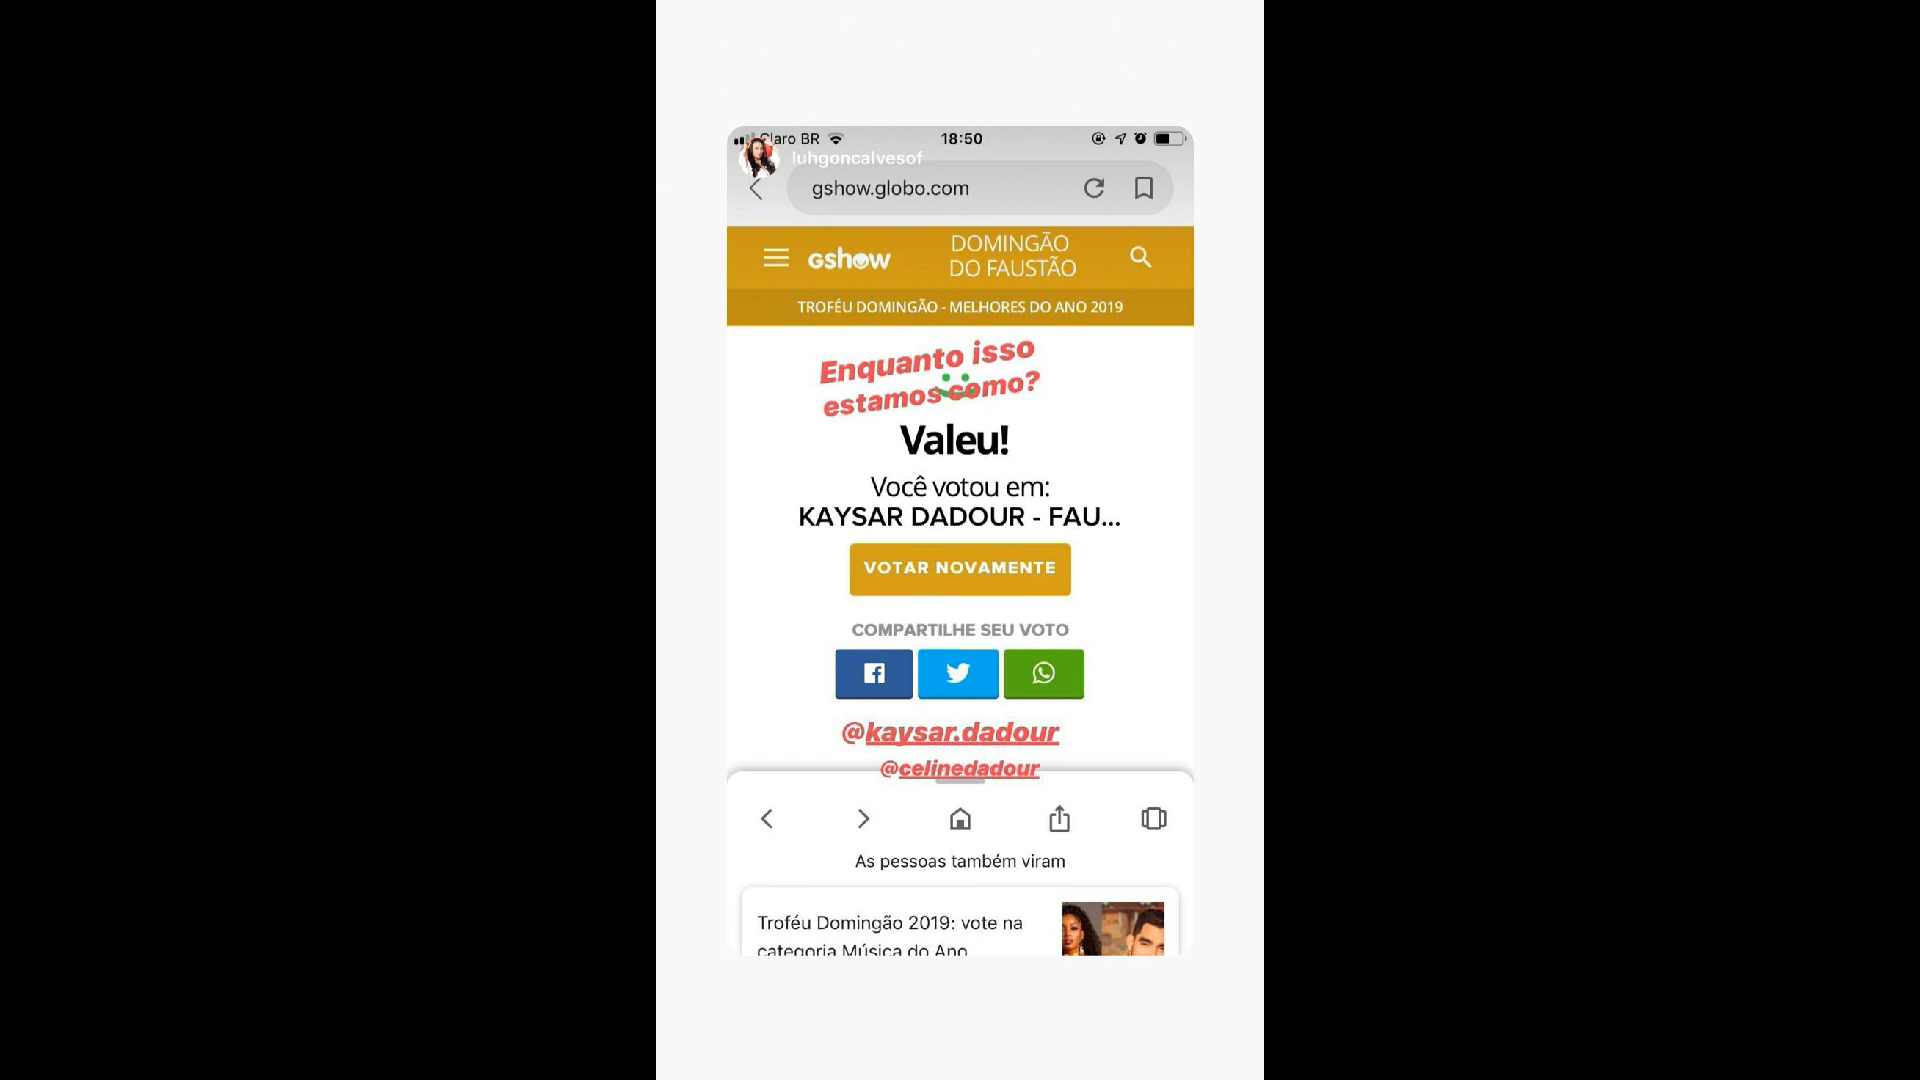 Claro BR
18:50
luhgoncalvesof
gshow.globo.com
gshow
DOMINGÃO
DO FAUSTÃO
TROFÉU DOMINGÃO - MELHORES DO ANO 2019
Enquanto isso
estamos como?
Valeu!
Você votou em:
KAYSAR DADOUR - FAU...
VOTAR NOVAMENTE
COMPARTILHE SEU VOTO
@kaysar.dadour
@celinedadour
As pessoas também viram
Troféu Domingão 2019: vote na
categoria Música do Ano